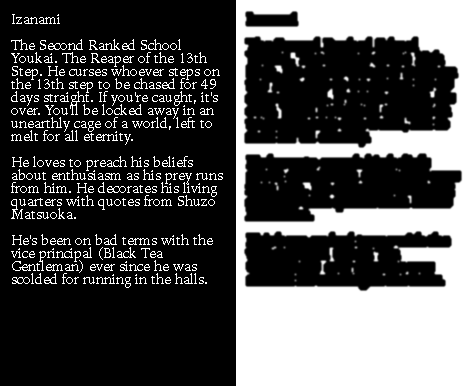 Izanami
The Second Ranked School
Youkai. The Reaper of the 13th
Step. He curses whoever steps on
the 13th step to be chased for 49
days straight. If you're caught, it's
over. You'll be locked away in an
unearthly cage of a world, left to
melt for all eternity.
He loves to preach his beliefs
about enthusiasm as his prey runs
from him. He decorates his living
quarters with quotes from Shuzo
Matsuoka.
He's been on bad terms with the
vice principal (Black Tea
Gentleman) ever since he was
scolded for running in the halls.